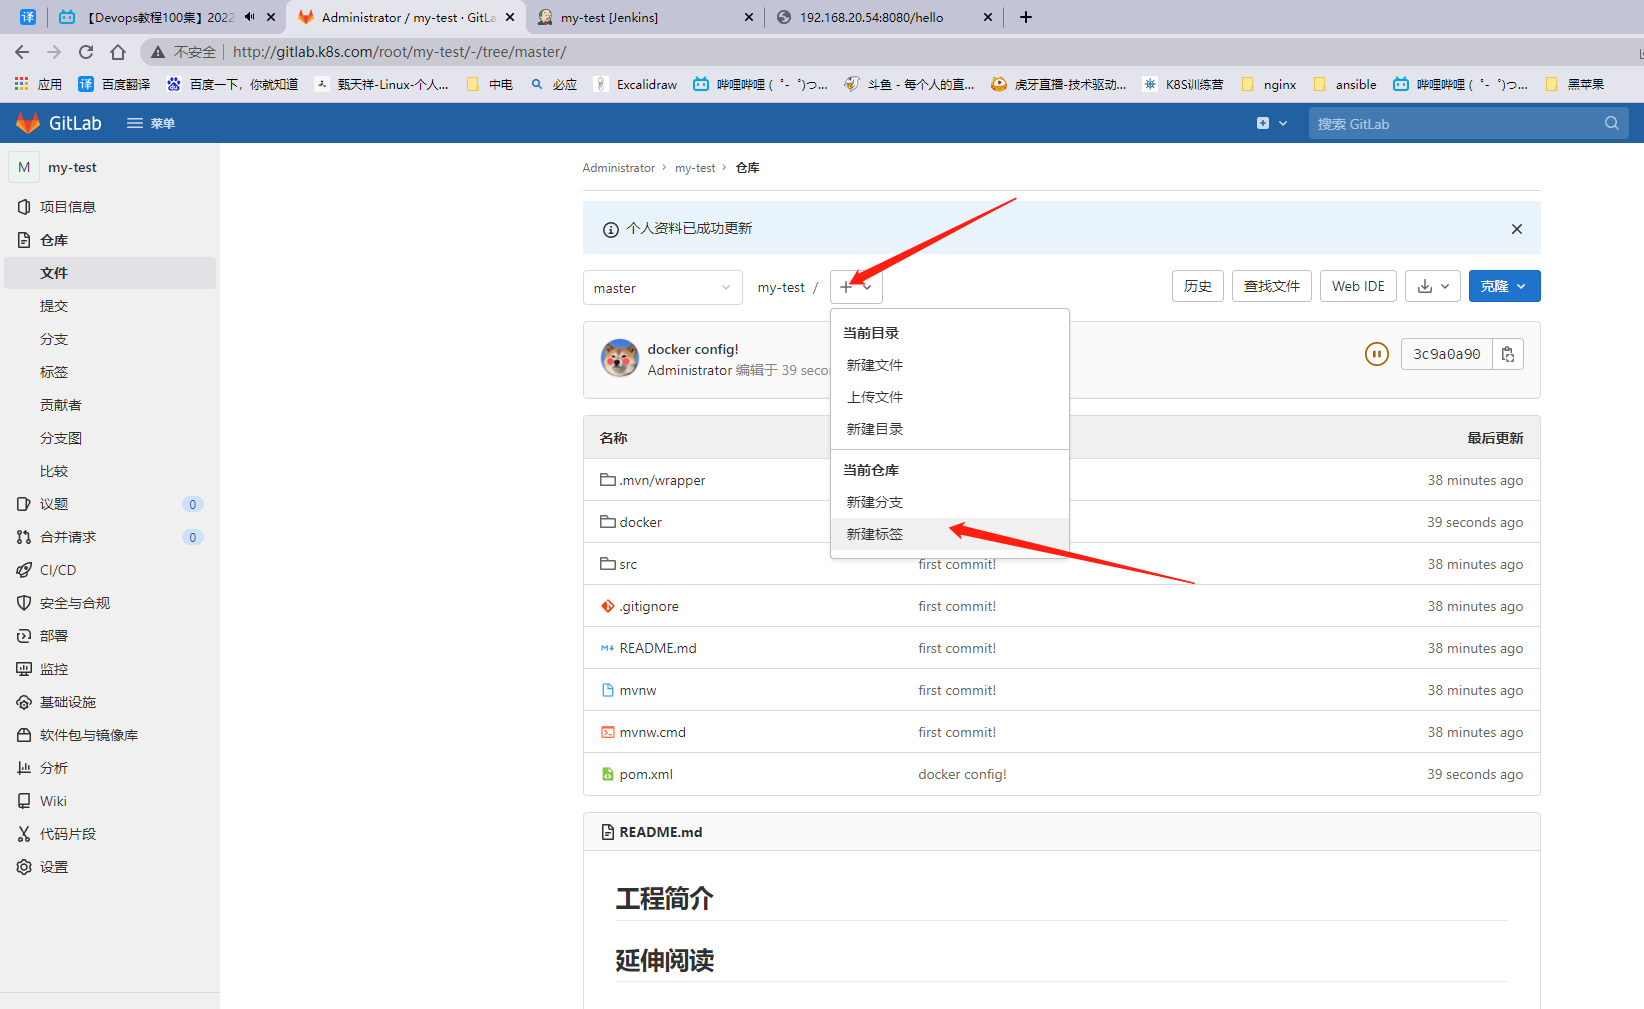 译
【Devops教程100集】2022
Administrator / my-test · GitLa
my-test [Jenkins]
192.168.20.54:8080/hello
不安全
http://gitlab.k8s.com/root/my-test/-/tree/master/
应用
译 百度翻译
百度一下，你就知道
甄天祥-Linux-个人...
中电
必应
Excalidraw
哔哩哔哩 ( ゜- ゜)つ...
斗鱼 - 每个人的直...
虎牙直播-技术驱动...
K8S训练营
nginx
ansible
哔哩哔哩 ( ゜- ゜)つ...
黑苹果
GitLab
菜单
搜索 GitLab
M my-test
项目信息
仓库
文件
提交
分支
标签
贡献者
分支图
比较
议题 0
合并请求 0
CI/CD
安全与合规
部署
监控
基础设施
软件包与镜像库
分析
Wiki
代码片段
设置
Administrator › my-test › 仓库
个人资料已成功更新
master
my-test /
历史
查找文件
Web IDE
克隆
当前目录
新建文件
上传文件
新建目录
当前仓库
新建分支
新建标签
docker config!
Administrator 编辑于 39 seco
3c9a0a90
名称 最后更新
.mvn/wrapper 38 minutes ago
docker 39 seconds ago
src first commit! 38 minutes ago
.gitignore first commit! 38 minutes ago
README.md first commit! 38 minutes ago
mvnw first commit! 38 minutes ago
mvnw.cmd first commit! 38 minutes ago
pom.xml docker config! 39 seconds ago
README.md
工程简介
延伸阅读